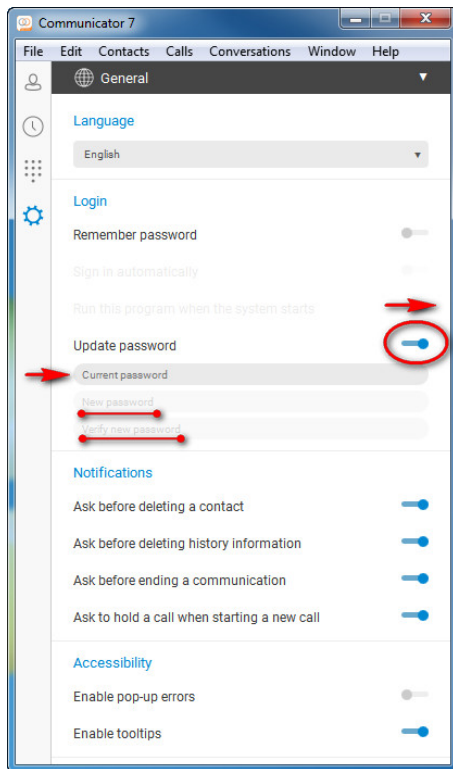 Communicator 7
File Edit Contacts Calls Conversations Window Help
General
Language
English
Login
Remember password
Sign in automatically
Run this program when the system starts
Update password
Current password
New password
Verify new password
Notifications
Ask before deleting a contact
Ask before deleting history information
Ask before ending a communication
Ask to hold a call when starting a new call
Accessibility
Enable pop-up errors
Enable tooltips